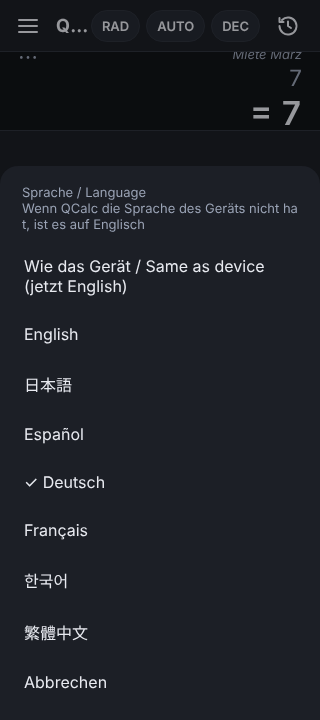 Q... RAD AUTO DEC
...
Miete März
7
= 7
Sprache / Language
Wenn QCalc die Sprache des Geräts nicht ha
t, ist es auf Englisch
Wie das Gerät / Same as device
(jetzt English)
English
日本語
Español
✓ Deutsch
Français
한국어
繁體中文
Abbrechen